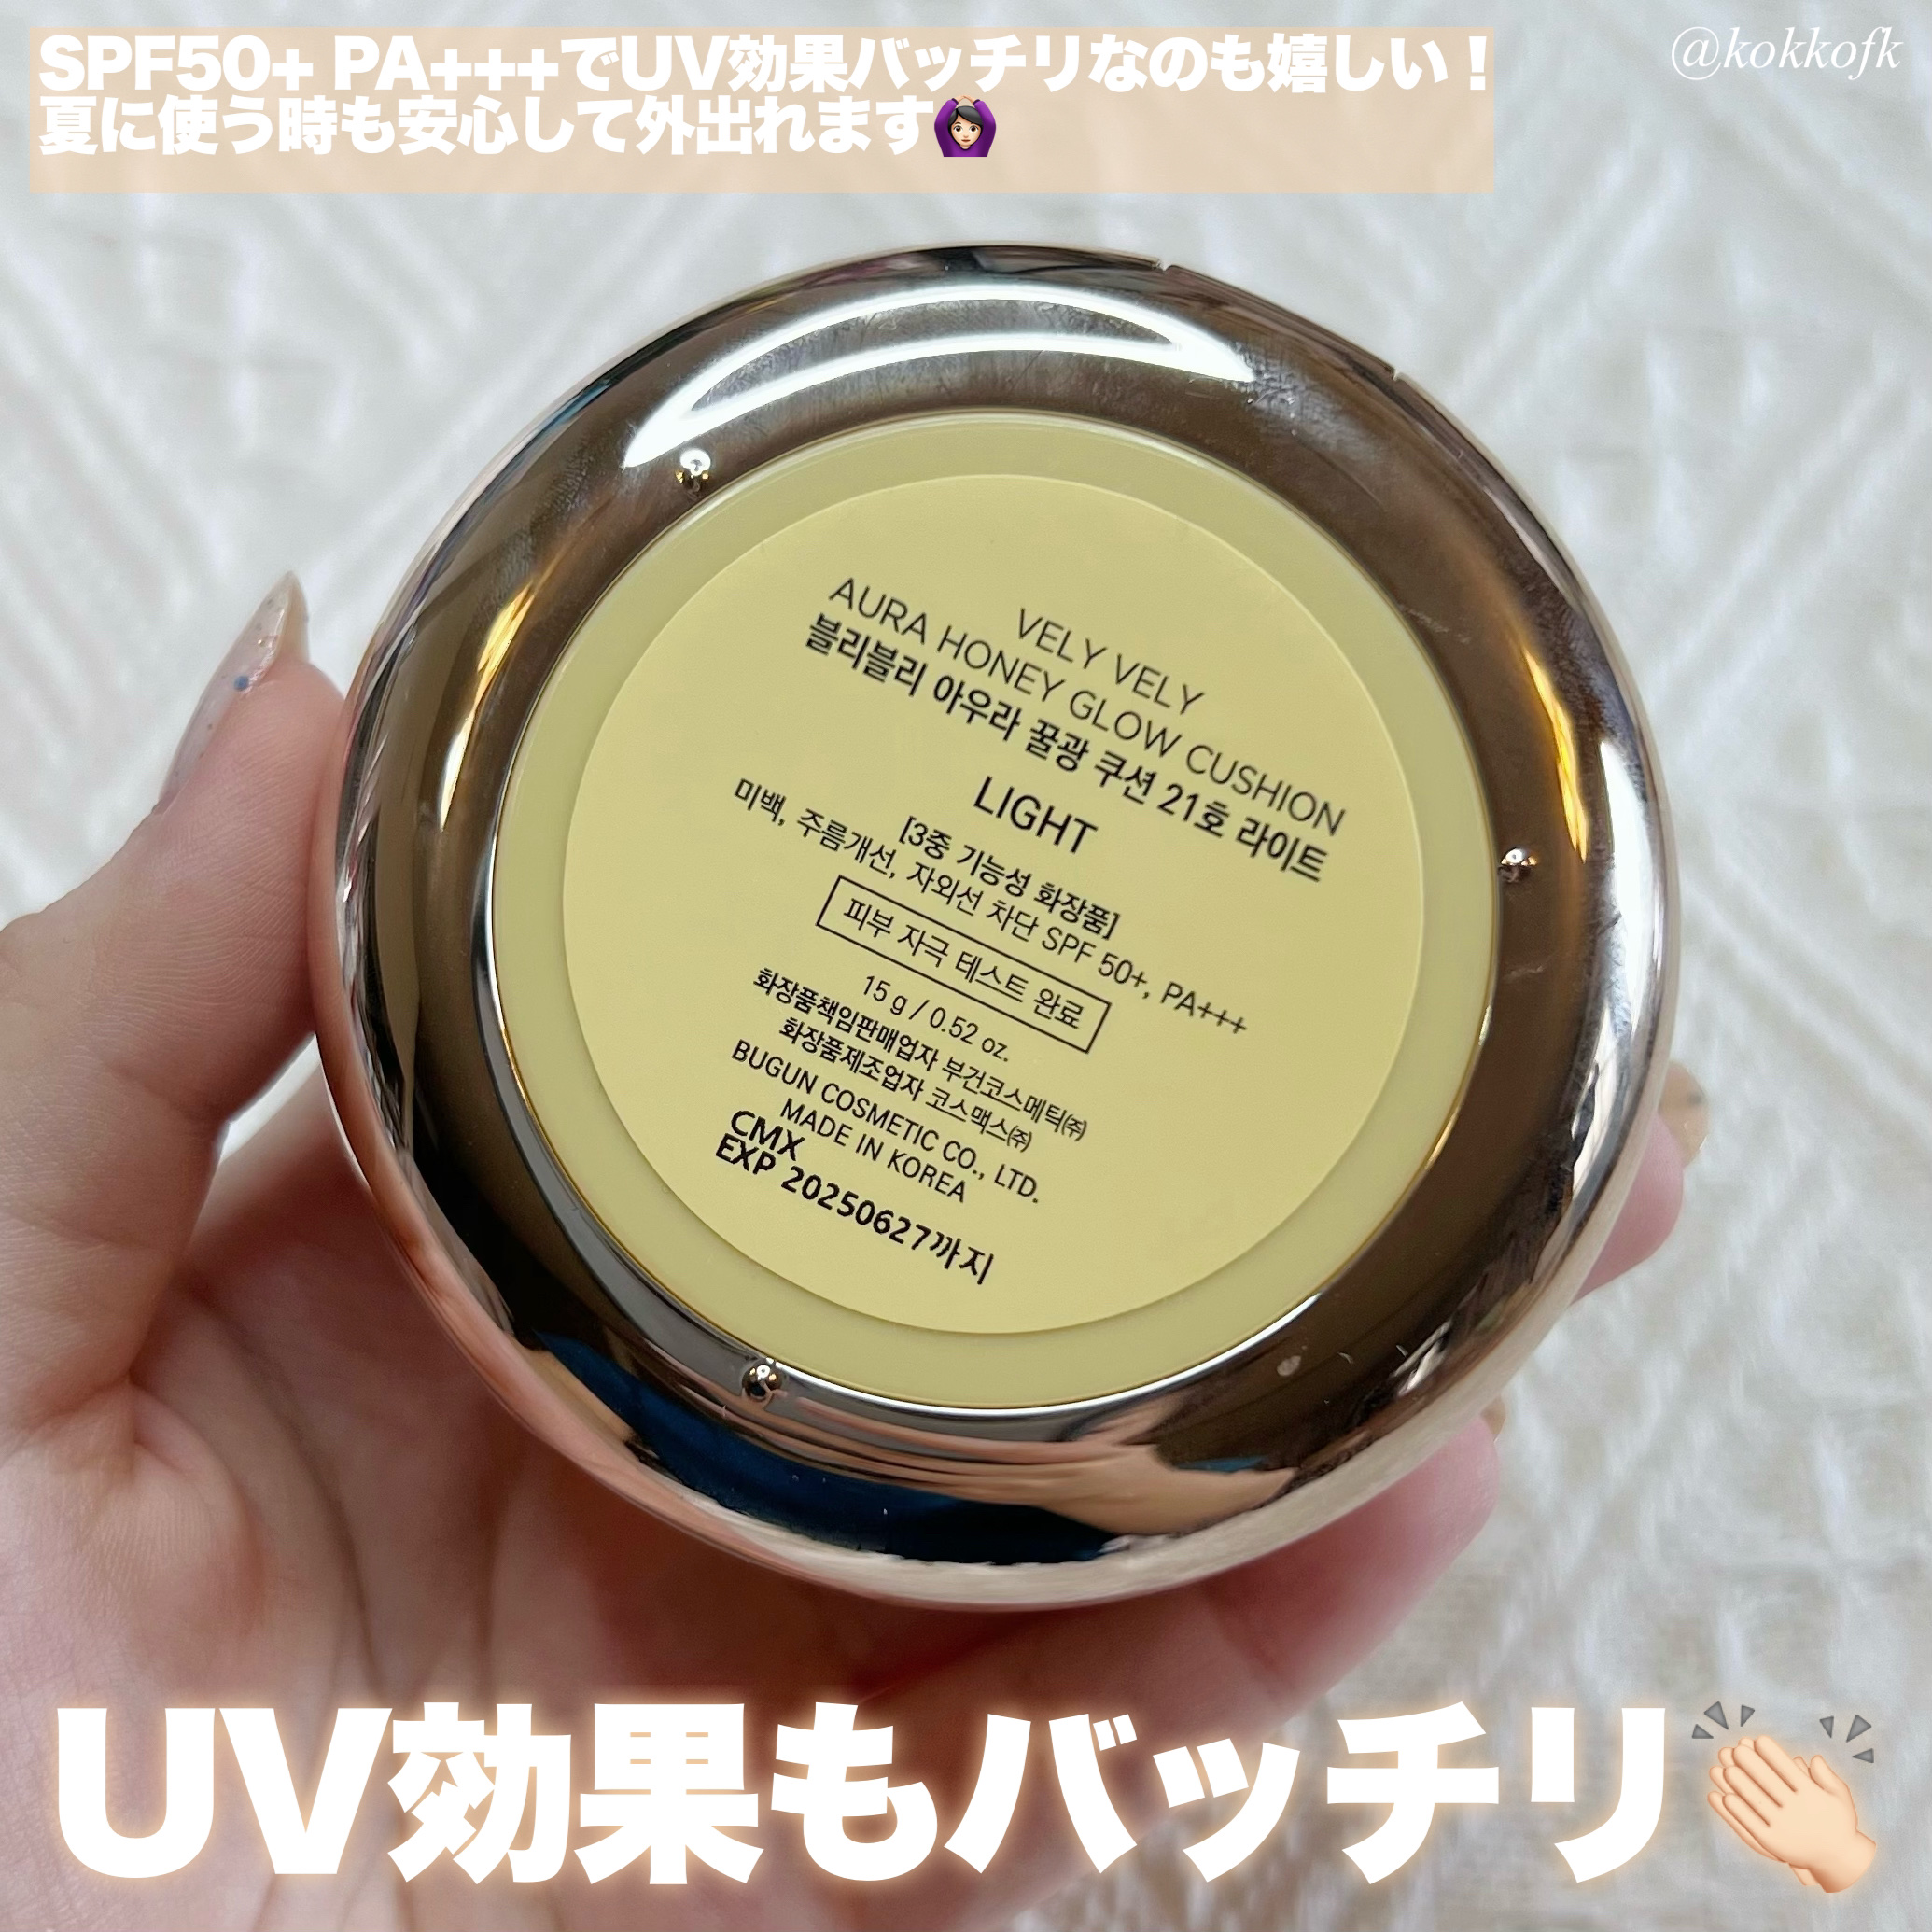 SPF50+ PA+++でUV効果バッチリなのも嬉しい！
夏に使う時も安心して外出れます🙆🏻‍♀️
@kokkofk
VELY VELY
AURA HONEY GLOW CUSHION
블리블리 아우라 꿀광 쿠션 21호 라이트
LIGHT
[3중 기능성 화장품]
미백, 주름개선, 자외선 차단 SPF 50+, PA+++
피부 자극 테스트 완료
15 g / 0.52 oz.
화장품책임판매업자 부건코스메틱㈜
화장품제조업자 코스맥스㈜
BUGUN COSMETIC CO., LTD.
MADE IN KOREA
CMX
EXP 20250627까지
UV効果もバッチリ👏🏻